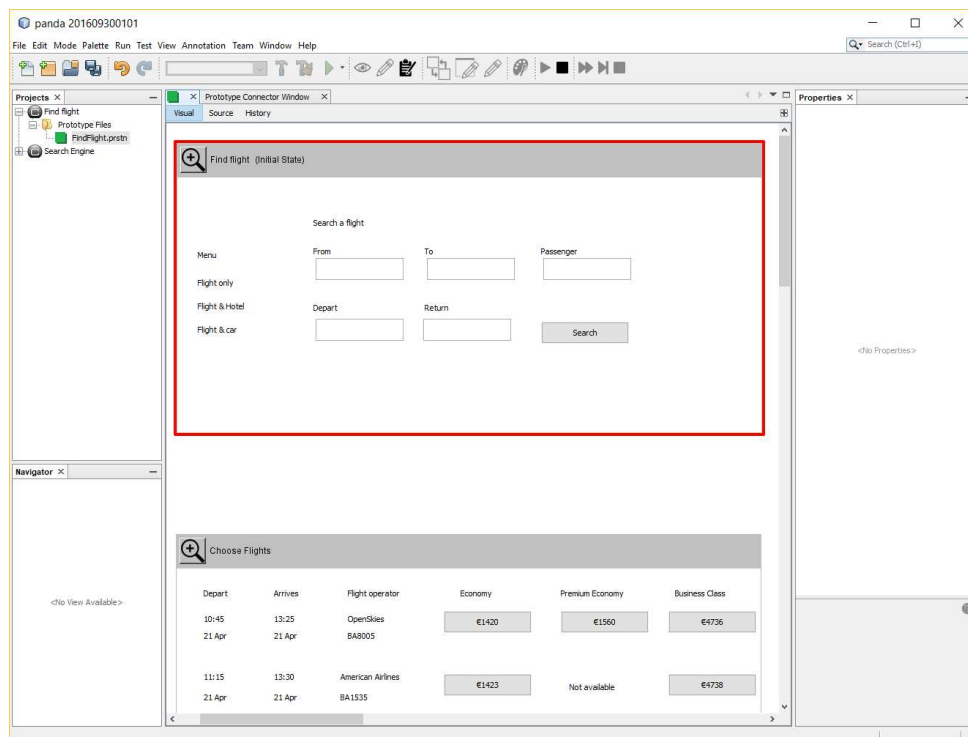 panda 201609300101
File Edit Mode Palette Run Test View Annotation Team Window Help
Search (Ctrl+I)
Projects
Prototype Connector Window
Properties
Find flight
Prototype Files
FindFlight.prstn
Search Engine
Visual Source History
Find flight (Initial State)
Search a flight
Menu
From To Passenger
Flight only
Flight & Hotel
Depart Return
Flight & car
Search
<No Properties>
Navigator
<No View Available>
Choose Flights
Depart Arrives Flight operator Economy Premium Economy Business Class
10:45 13:25 OpenSkies €1420 €1560 €4736
21 Apr 21 Apr BA8005
11:15 13:30 American Airlines €1423 Not available €4738
21 Apr 21 Apr BA1535